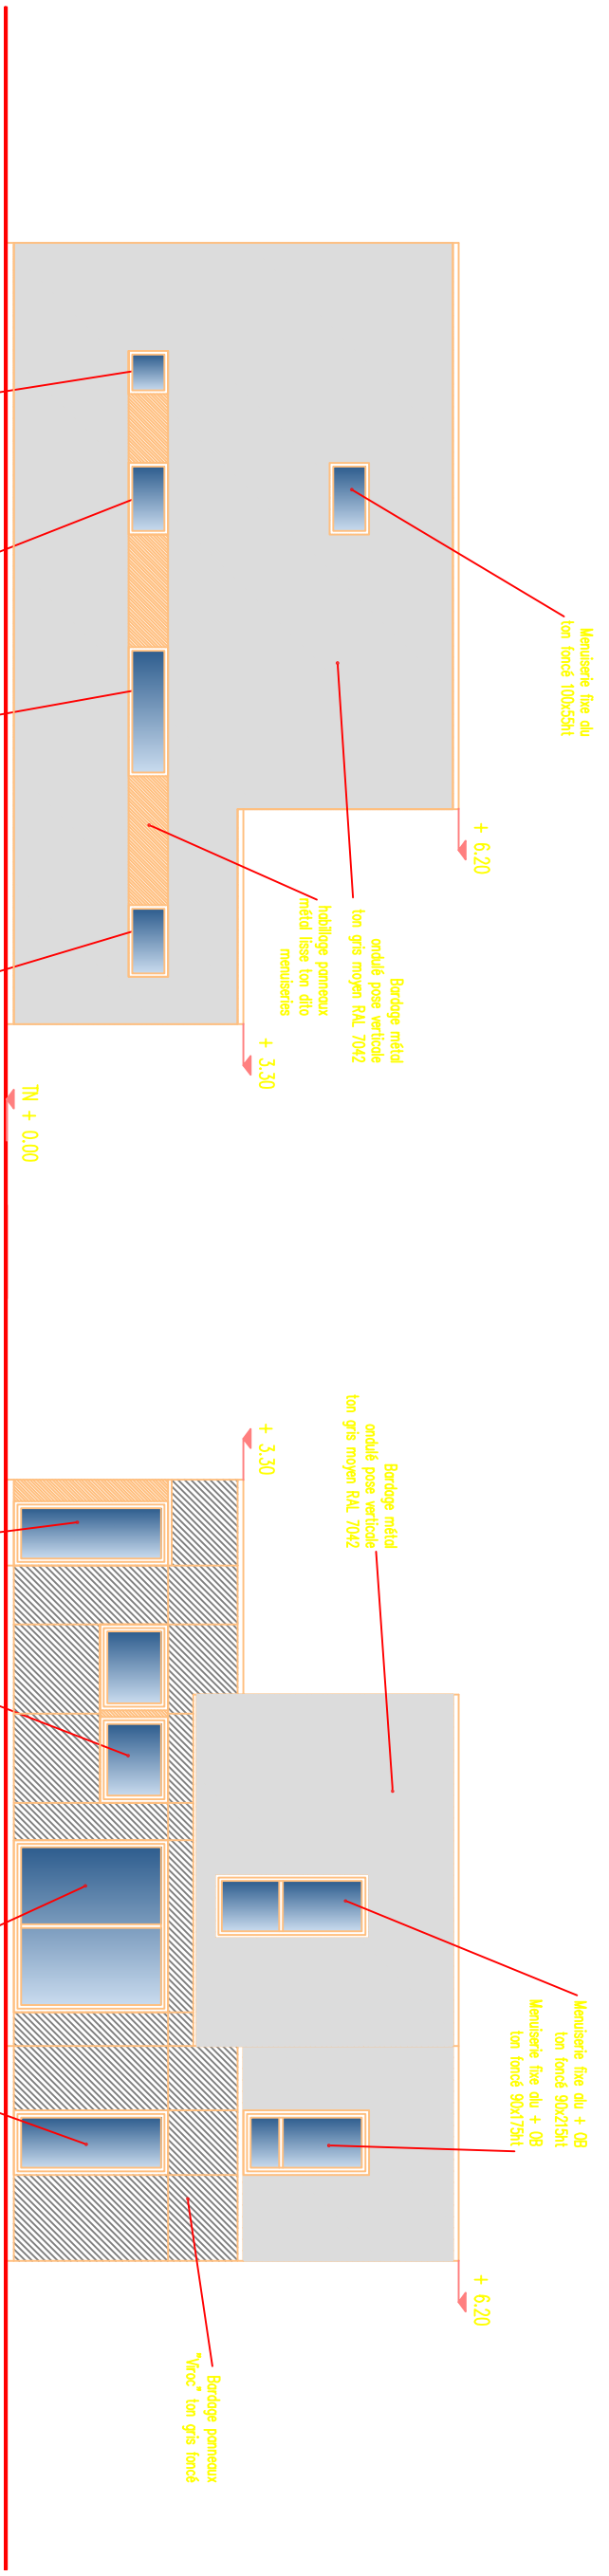 Menuiserie fixe alu
ton foncé 100x55ht
+ 6.20
Bardage métal
ondulé pose verticale
ton gris moyen RAL 7042
habillage panneaux
métal lisse ton dito
menuiseries
+ 3.30
TN + 0.00
+ 3.30
Bardage métal
ondulé pose verticale
ton gris moyen RAL 7042
Menuiserie fixe alu + OB
ton foncé 90x215ht
Menuiserie fixe alu + OB
ton foncé 90x175ht
+ 6.20
Bardage panneaux
"Viroc" ton gris foncé